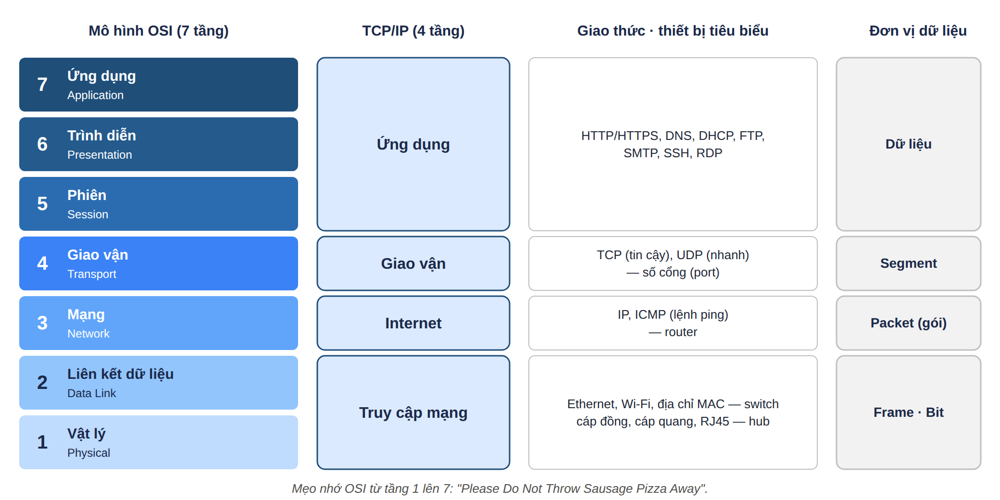 Mô hình OSI (7 tầng)
TCP/IP (4 tầng)
Giao thức · thiết bị tiêu biểu
Đơn vị dữ liệu
7
Ứng dụng
Application
6
Trình diễn
Presentation
5
Phiên
Session
Ứng dụng
HTTP/HTTPS, DNS, DHCP, FTP,
SMTP, SSH, RDP
Dữ liệu
4
Giao vận
Transport
Giao vận
TCP (tin cậy), UDP (nhanh)
— số cổng (port)
Segment
3
Mạng
Network
Internet
IP, ICMP (lệnh ping)
— router
Packet (gói)
2
Liên kết dữ liệu
Data Link
1
Vật lý
Physical
Truy cập mạng
Ethernet, Wi-Fi, địa chỉ MAC — switch
cáp đồng, cáp quang, RJ45 — hub
Frame · Bit
Mẹo nhớ OSI từ tầng 1 lên 7: "Please Do Not Throw Sausage Pizza Away".